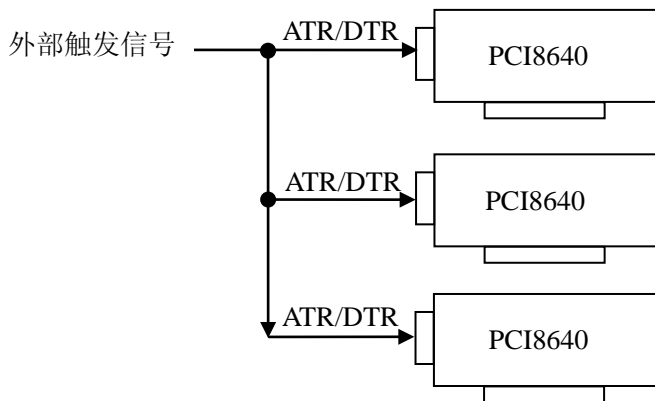 外部触发信号
ATR/DTR
PCI8640
ATR/DTR
PCI8640
ATR/DTR
PCI8640